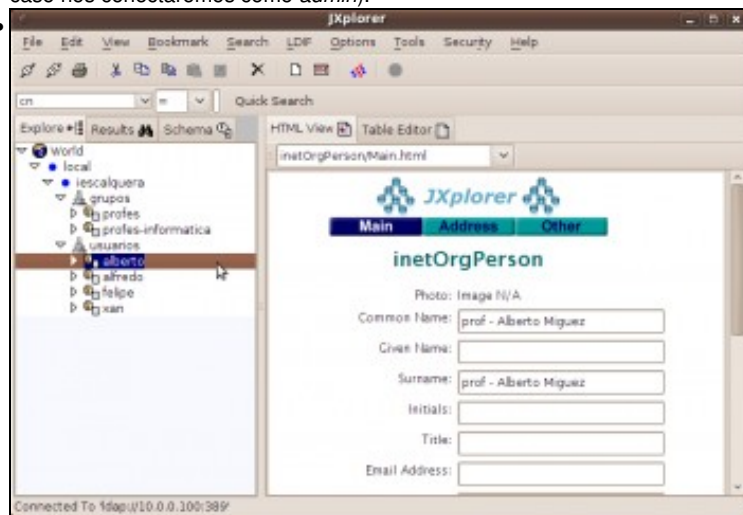 caso nos conectaremos como admin).
JXplorer
File Edit View Bookmark Search LDIF Options Tools Security Help
cn = Quick Search
Explore Results Schema
HTML View Table Editor
World
local
iescalquera
grupos
profes
profes-informatica
usuarios
alberto
alfredo
felipe
xan
inetOrgPerson/Main.html
JXplorer
Main Address Other
inetOrgPerson
Photo: Image N/A
Common Name: prof - Alberto Miguez
Given Name:
Surname: prof - Alberto Miguez
Initials:
Title:
Email Address:
Connected To 'ldap://10.0.0.100:389'